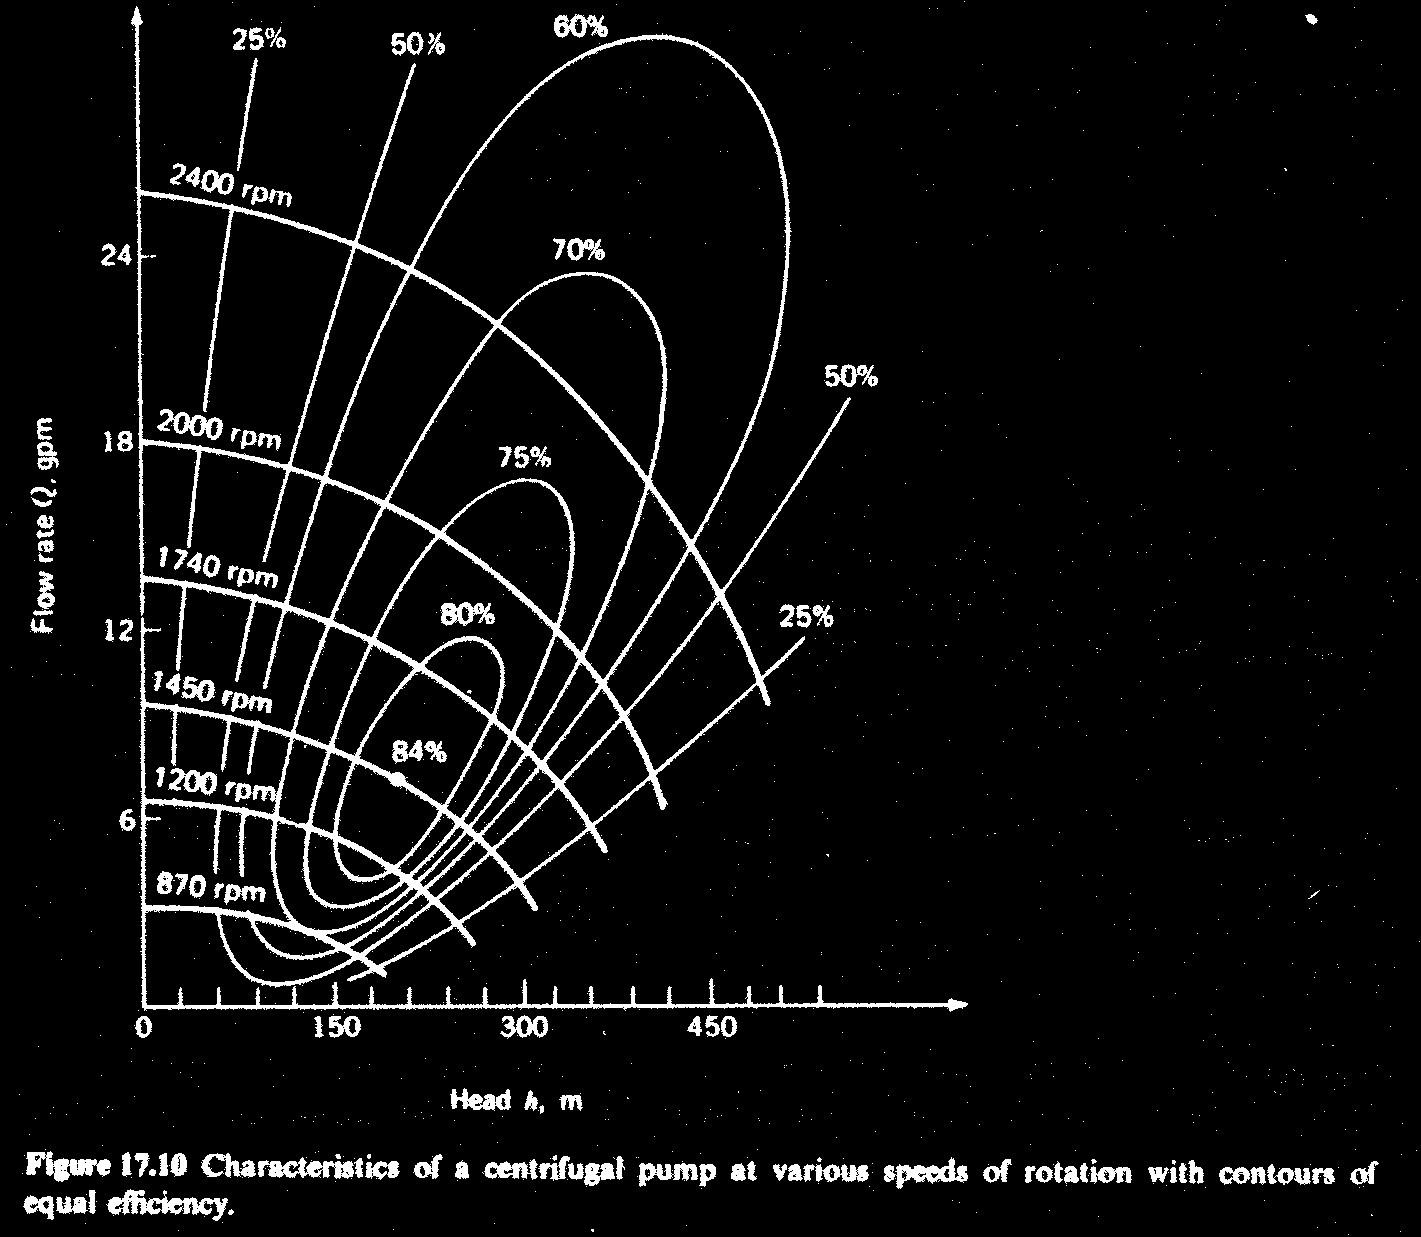 25%
50%
60%
2400 rpm
24
70%
50%
2000 rpm
18
75%
1740 rpm
80%
25%
12
1450 rpm
84%
1200 rpm
6
870 rpm
Flow rate Q, gpm
0 150 300 450
Head h, m
Figure 17.10 Characteristics of a centrifugal pump at various speeds of rotation with contours of
equal efficiency.